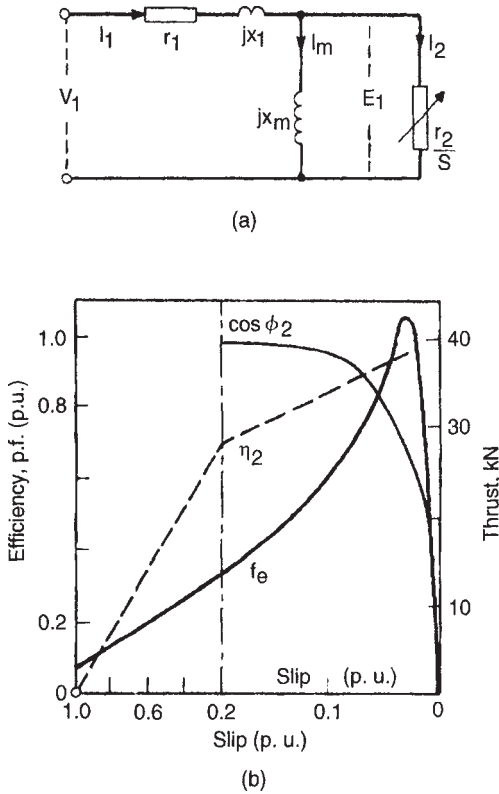 I1 r1 jx1 Im I2
V1 jxm E1 r2/S
(a)
cos ϕ2
η2
fe
Efficiency, p.f. (p.u.)
1.0
0.8
0.2
0
Thrust, kN
40
30
10
Slip (p. u.)
1.0 0.6 0.2 0.1 0
Slip (p. u.)
(b)